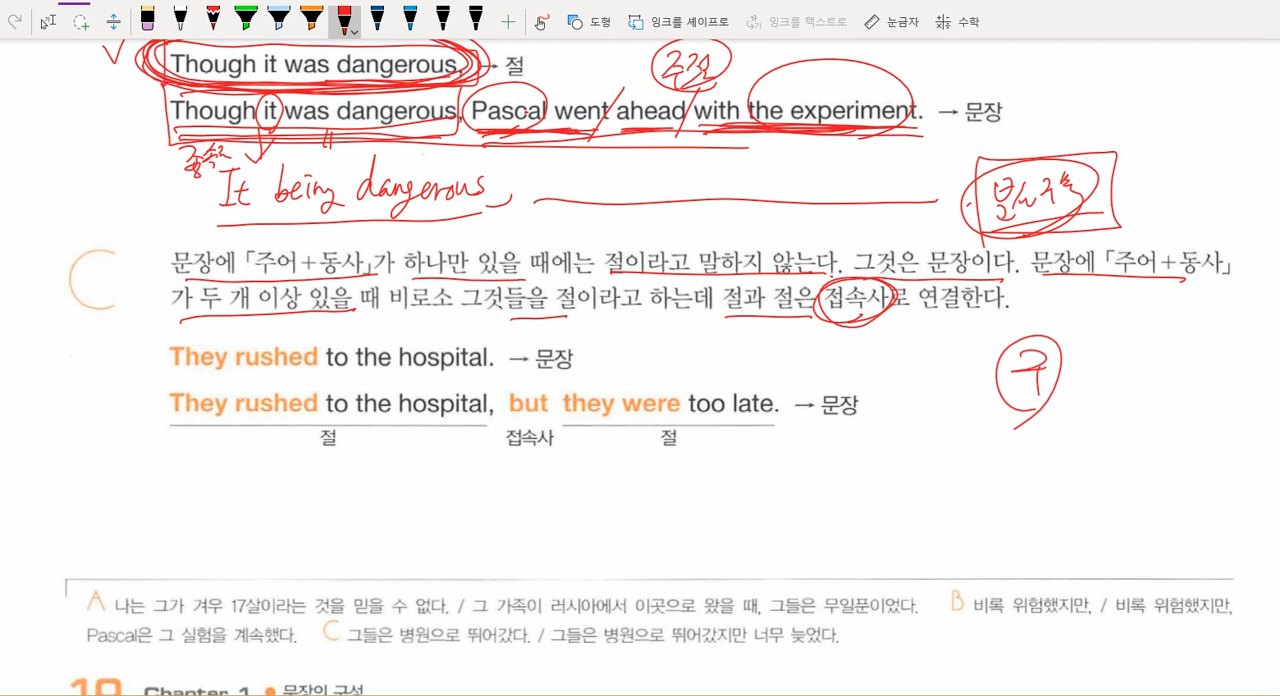 도형 잉크를 셰이프로 잉크를 텍스트로 눈금자 수학
Though it was dangerous, → 절
주절
Though it was dangerous, Pascal went ahead with the experiment. → 문장
종속
It being dangerous,
분사구문
C 문장에 「주어+동사」가 하나만 있을 때에는 절이라고 말하지 않는다. 그것은 문장이다. 문장에 「주어+동사」
가 두 개 이상 있을 때 비로소 그것들을 절이라고 하는데 절과 절은 접속사로 연결한다.
They rushed to the hospital. → 문장
구
They rushed to the hospital, but they were too late. → 문장
절 접속사 절
A 나는 그가 겨우 17살이라는 것을 믿을 수 없다. / 그 가족이 러시아에서 이곳으로 왔을 때, 그들은 무일푼이었다. B 비록 위험했지만, / 비록 위험했지만,
Pascal은 그 실험을 계속했다. C 그들은 병원으로 뛰어갔다. / 그들은 병원으로 뛰어갔지만 너무 늦었다.
Chapter 1 ● 문장의 구성